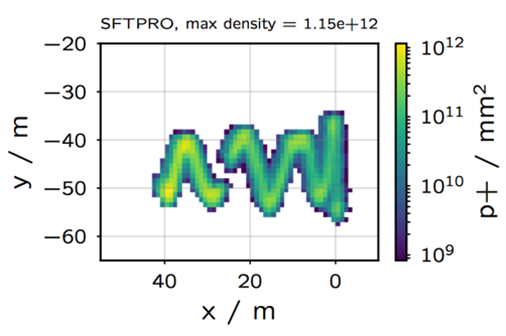 SFTPRO, max density = 1.15e+12
−20
−30
−40
−50
−60
y / m
40 20 0
x / m
10¹²
10¹¹
10¹⁰
10⁹
p+ / mm²